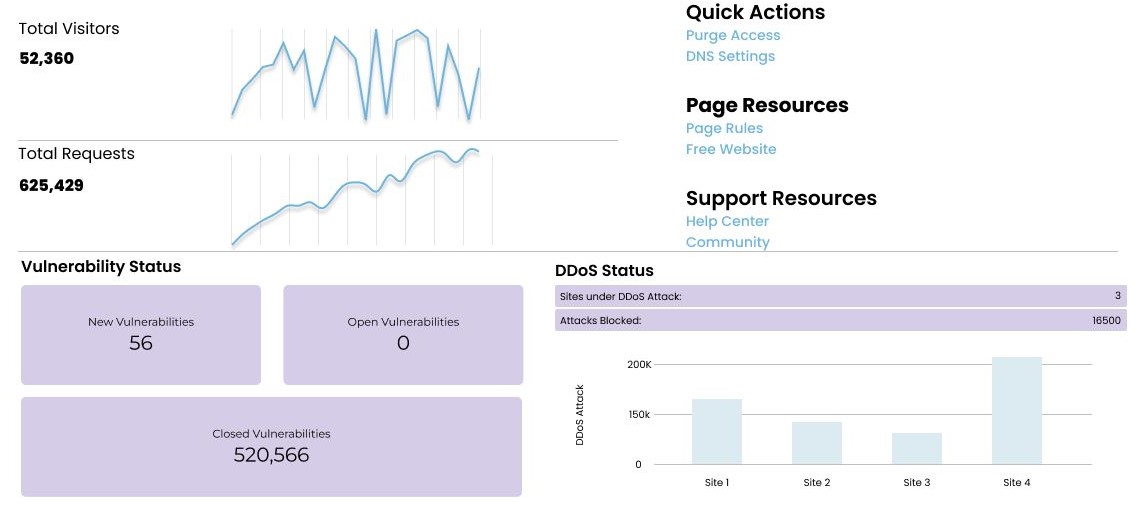 Total Visitors
52,360
Total Requests
625,429
Quick Actions
Purge Access
DNS Settings
Page Resources
Page Rules
Free Website
Support Resources
Help Center
Community
Vulnerability Status
New Vulnerabilities
56
Open Vulnerabilities
0
Closed Vulnerabilities
520,566
DDoS Status
Sites under DDoS Attack: 3
Attacks Blocked: 16500
DDoS Attack
200K
150k
0
Site 1 Site 2 Site 3 Site 4